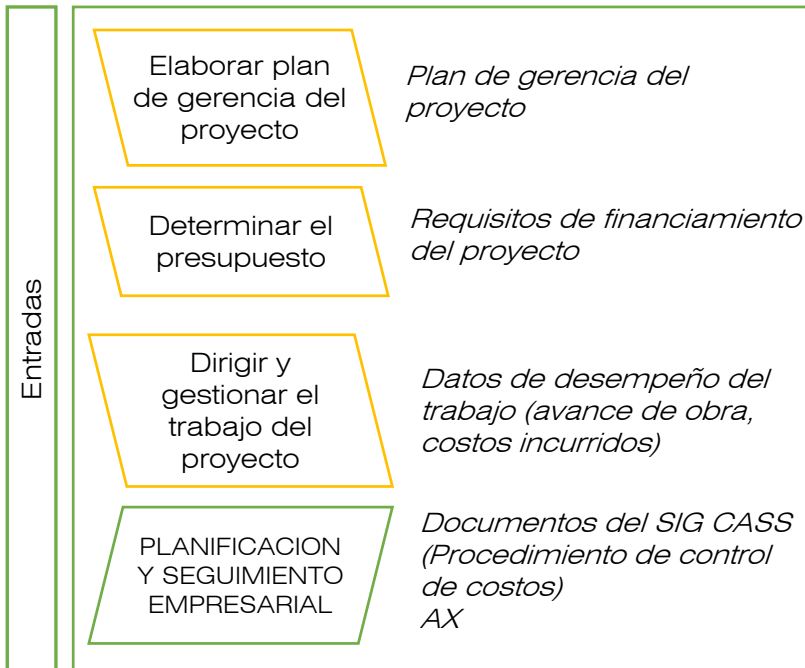 Entradas
Elaborar plan
de gerencia del
proyecto
Plan de gerencia del
proyecto
Determinar el
presupuesto
Requisitos de financiamiento
del proyecto
Dirigir y
gestionar el
trabajo del
proyecto
Datos de desempeño del
trabajo (avance de obra,
costos incurridos)
PLANIFICACION
Y SEGUIMIENTO
EMPRESARIAL
Documentos del SIG CASS
(Procedimiento de control
de costos)
AX